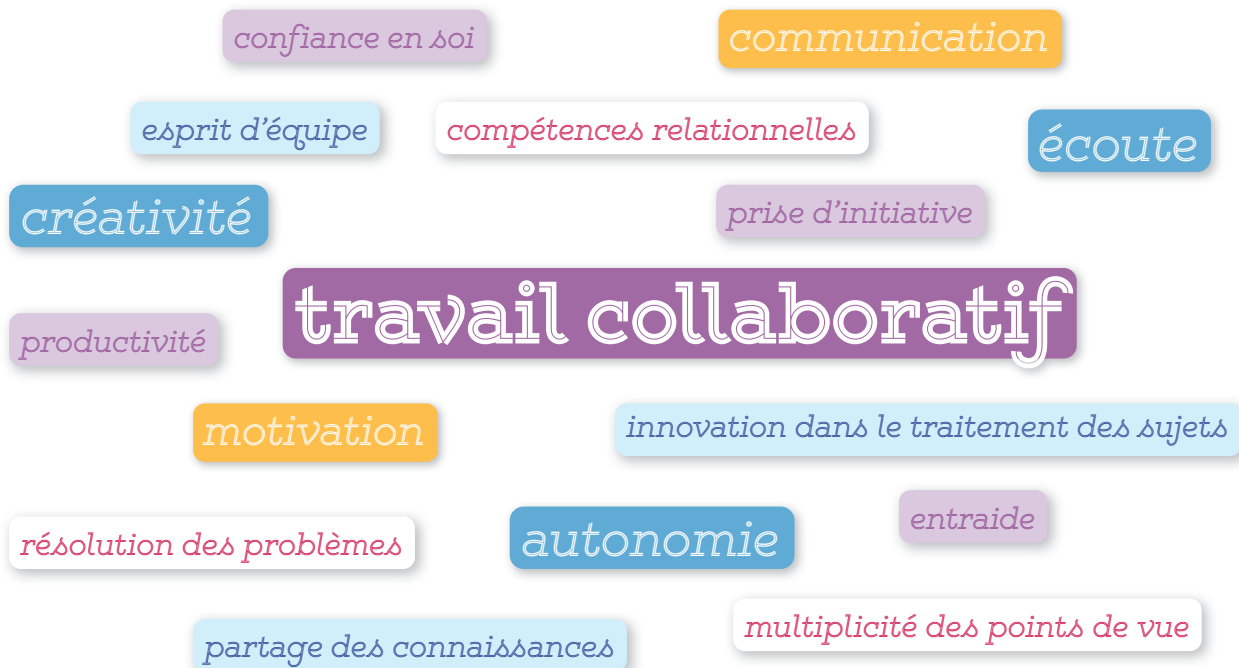 confiance en soi
communication
esprit d'équipe
compétences relationnelles
écoute
créativité
prise d'initiative
travail collaboratif
productivité
motivation
innovation dans le traitement des sujets
entraide
résolution des problèmes
autonomie
multiplicité des points de vue
partage des connaissances